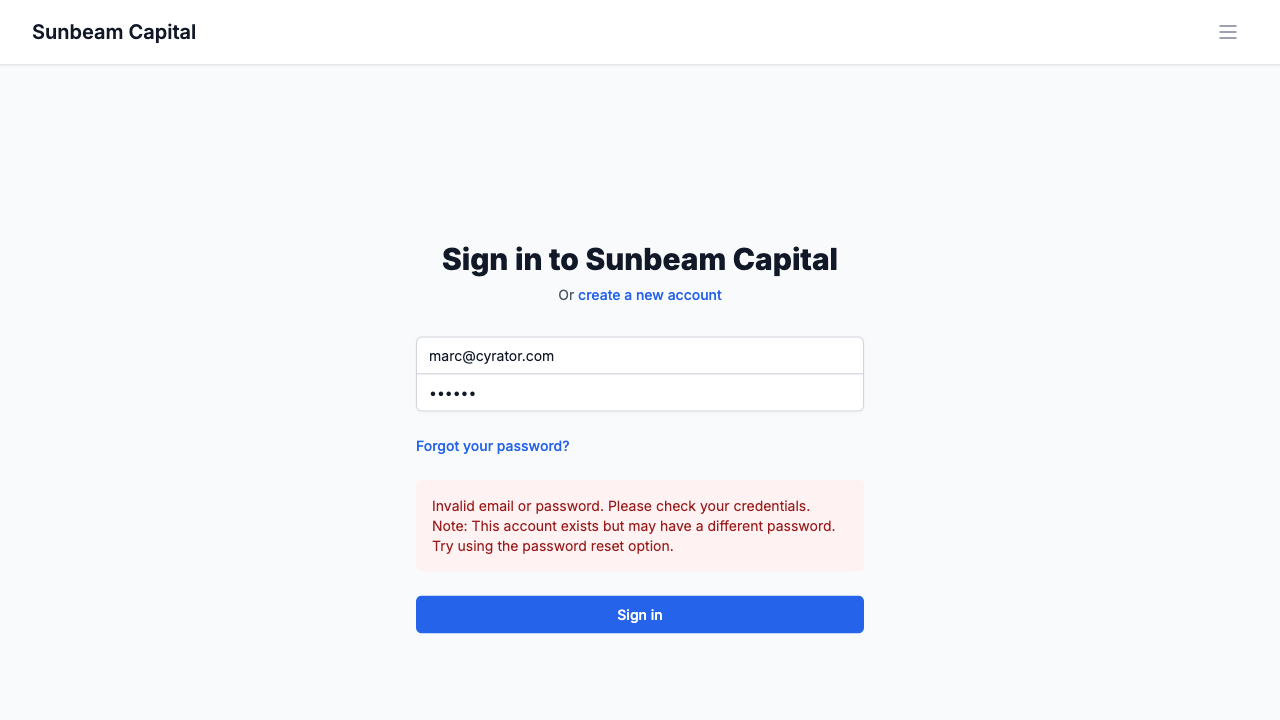 Sunbeam Capital
Sign in to Sunbeam Capital
Or create a new account
marc@cyrator.com
••••••
Forgot your password?
Invalid email or password. Please check your credentials.
Note: This account exists but may have a different password.
Try using the password reset option.
Sign in